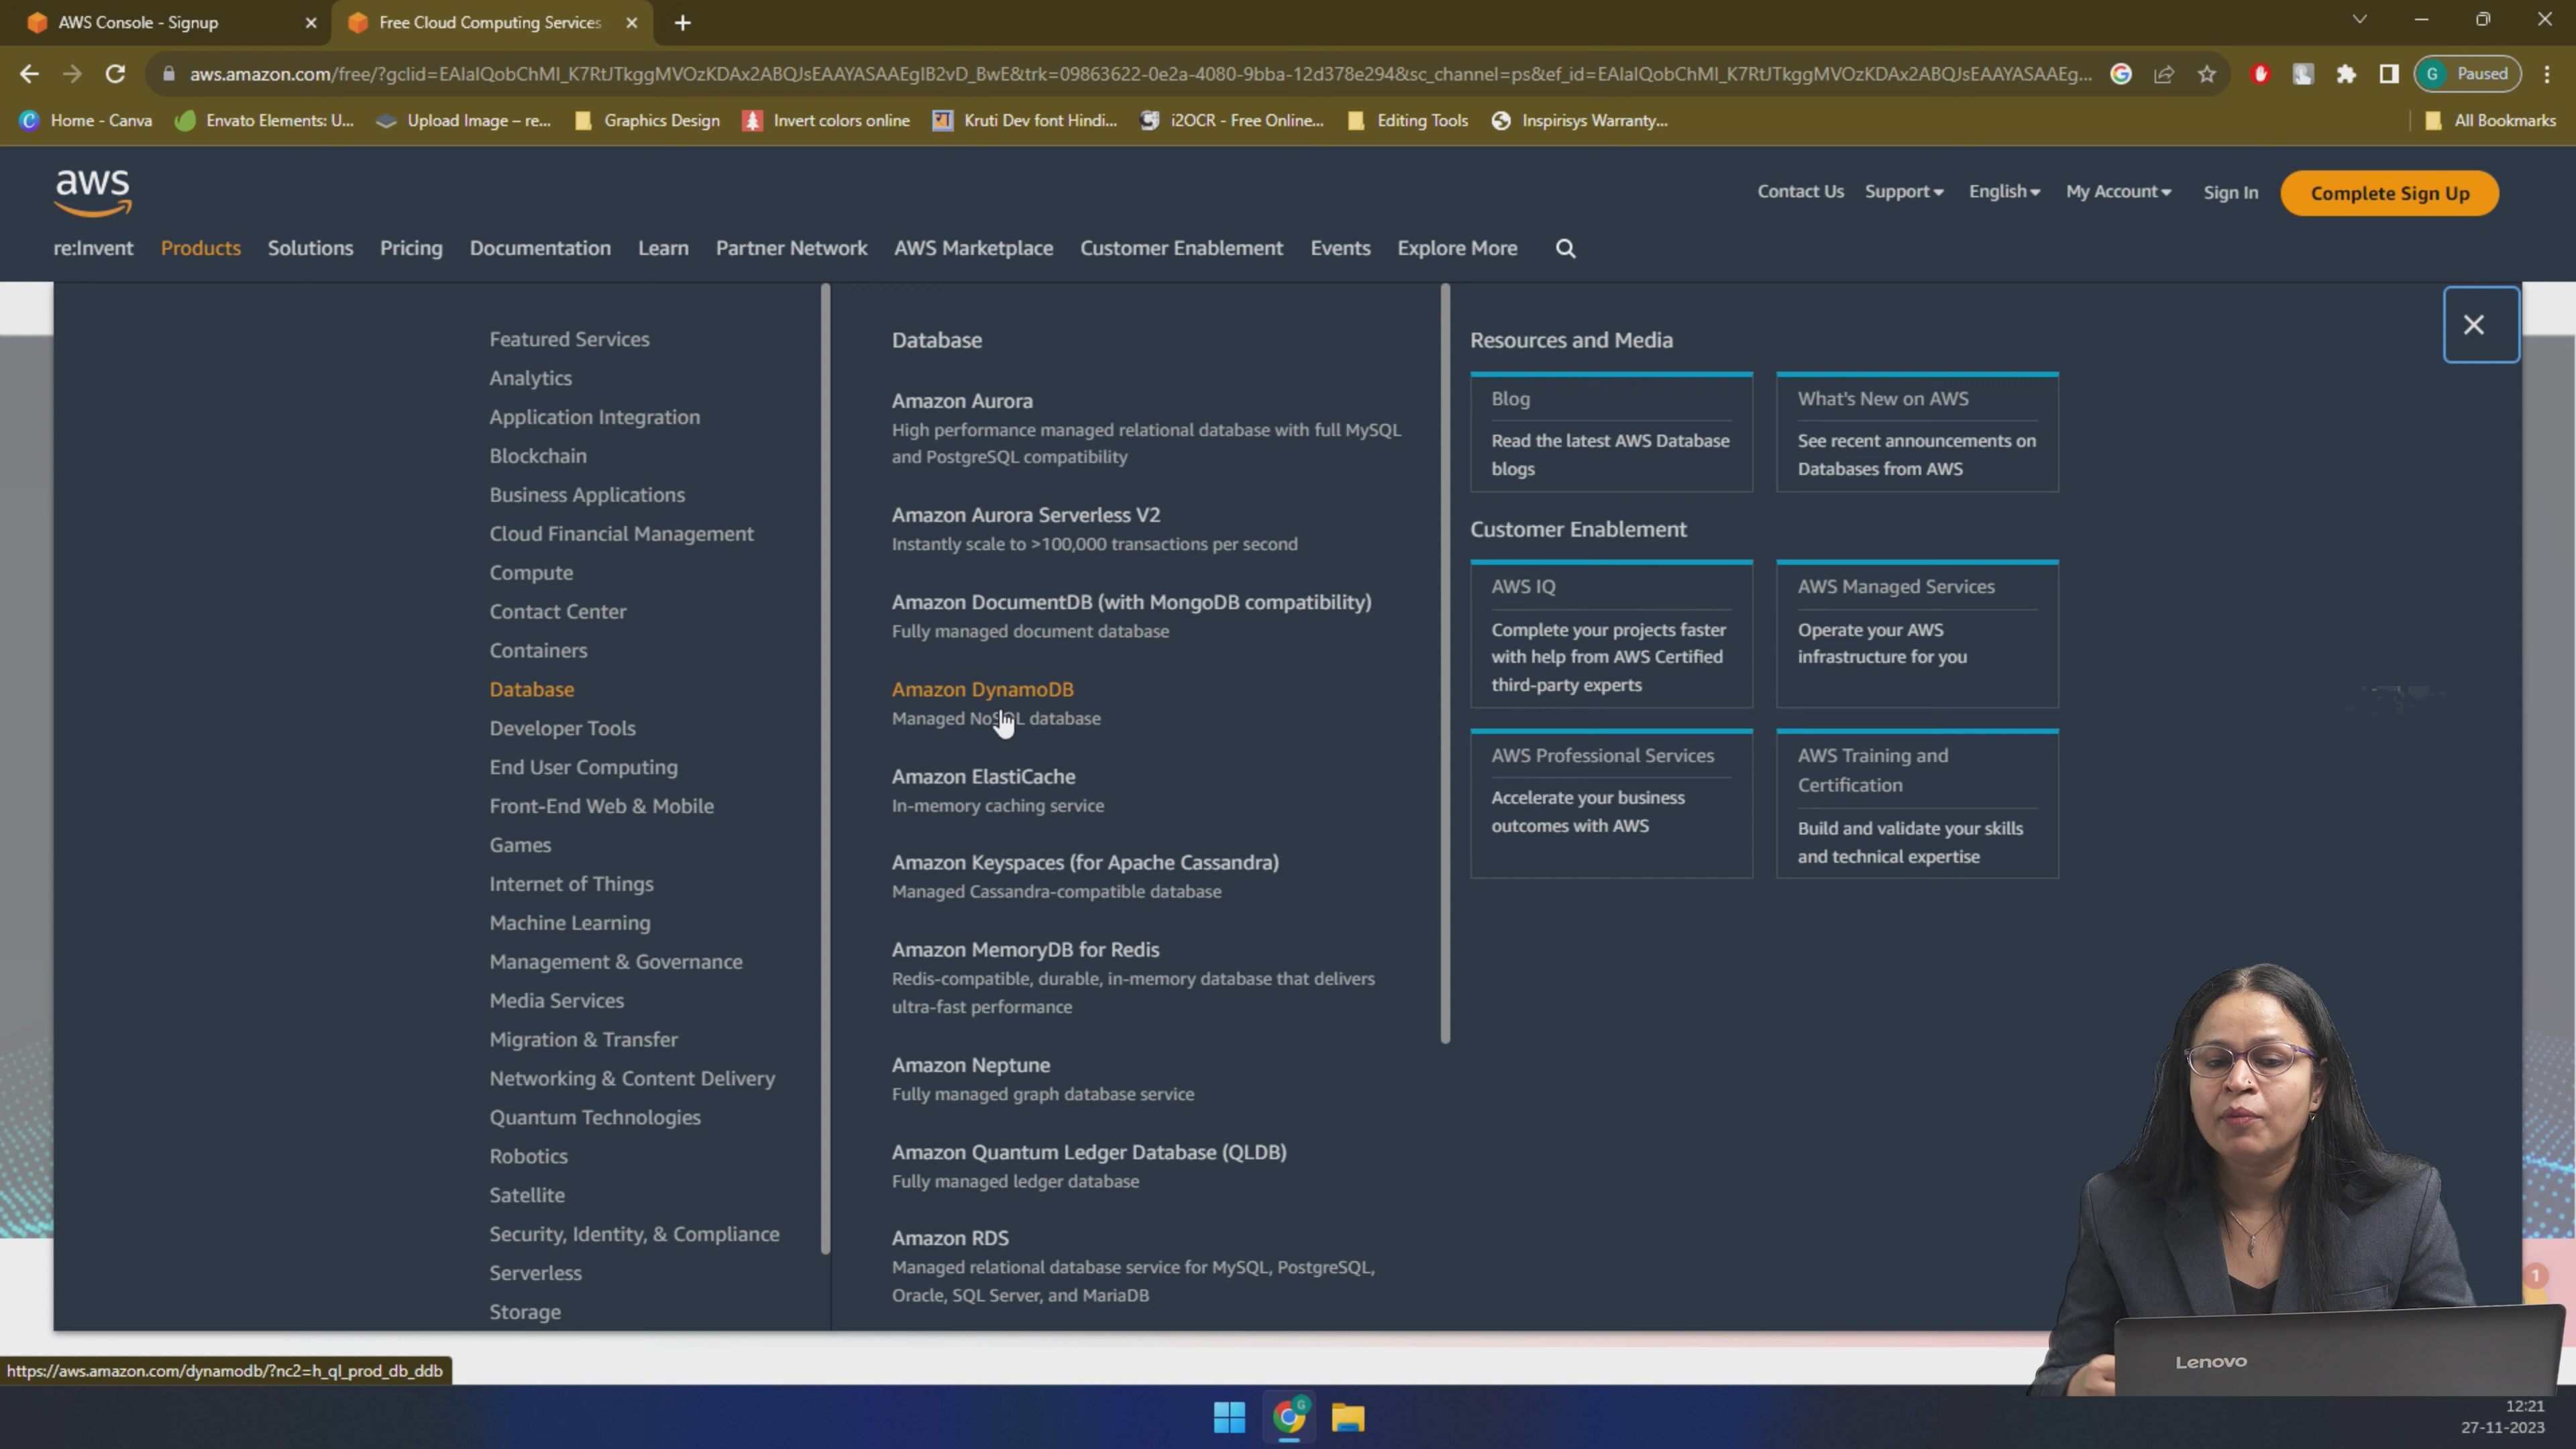 AWS Console - Signup
Free Cloud Computing Services
aws.amazon.com/free/?gclid=EAIaIQobChMI_K7RtJTkggMVOzKDAx2ABQJsEAAYASAAEgIB2vD_BwE&trk=09863622-0e2a-4080-9bba-12d378e294&sc_channel=ps&ef_id=EAIaIQobChMI_K7RtJTkggMVOzKDAx2ABQJsEAAYASAAEg...
G Paused
Home - Canva
Envato Elements: U...
Upload Image – re...
Graphics Design
Invert colors online
Kruti Dev font Hindi...
i2OCR - Free Online...
Editing Tools
Inspirisys Warranty...
All Bookmarks
aws
Contact Us
Support
English
My Account
Sign In
Complete Sign Up
re:Invent
Products
Solutions
Pricing
Documentation
Learn
Partner Network
AWS Marketplace
Customer Enablement
Events
Explore More
Featured Services
Analytics
Application Integration
Blockchain
Business Applications
Cloud Financial Management
Compute
Contact Center
Containers
Database
Developer Tools
End User Computing
Front-End Web & Mobile
Games
Internet of Things
Machine Learning
Management & Governance
Media Services
Migration & Transfer
Networking & Content Delivery
Quantum Technologies
Robotics
Satellite
Security, Identity, & Compliance
Serverless
Storage
Database
Amazon Aurora
High performance managed relational database with full MySQL
and PostgreSQL compatibility
Amazon Aurora Serverless V2
Instantly scale to >100,000 transactions per second
Amazon DocumentDB (with MongoDB compatibility)
Fully managed document database
Amazon DynamoDB
Managed NoSQL database
Amazon ElastiCache
In-memory caching service
Amazon Keyspaces (for Apache Cassandra)
Managed Cassandra-compatible database
Amazon MemoryDB for Redis
Redis-compatible, durable, in-memory database that delivers
ultra-fast performance
Amazon Neptune
Fully managed graph database service
Amazon Quantum Ledger Database (QLDB)
Fully managed ledger database
Amazon RDS
Managed relational database service for MySQL, PostgreSQL,
Oracle, SQL Server, and MariaDB
Resources and Media
Blog
Read the latest AWS Database
blogs
What's New on AWS
See recent announcements on
Databases from AWS
Customer Enablement
AWS IQ
Complete your projects faster
with help from AWS Certified
third-party experts
AWS Managed Services
Operate your AWS
infrastructure for you
AWS Professional Services
Accelerate your business
outcomes with AWS
AWS Training and
Certification
Build and validate your skills
and technical expertise
1
Lenovo
https://aws.amazon.com/dynamodb/?nc2=h_ql_prod_db_ddb
G
12:21
27-11-2023